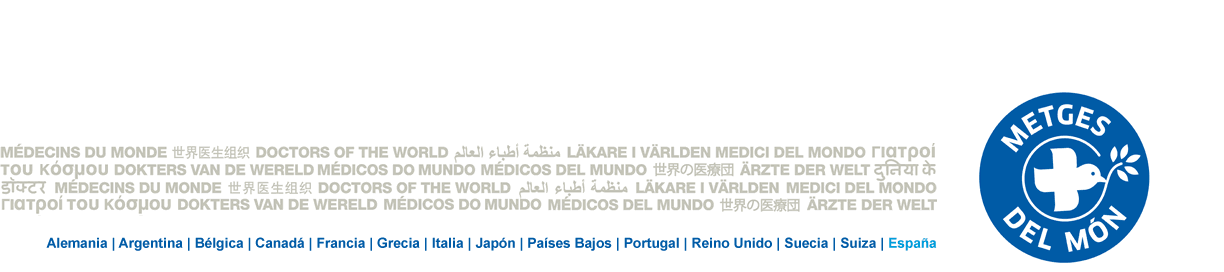 MÉDECINS DU MONDE 世界医生组织 DOCTORS OF THE WORLD منظمة أطباء العالم LÄKARE I VÄRLDEN MEDICI DEL MONDO Γιατροί
του κόσμου DOKTERS VAN DE WERELD MÉDICOS DO MUNDO MÉDICOS DEL MUNDO 世界の医療団 ÄRZTE DER WELT दुनिया के
डॉक्टर MÉDECINS DU MONDE 世界医生组织 DOCTORS OF THE WORLD منظمة أطباء العالم LÄKARE I VÄRLDEN MEDICI DEL MONDO
Γιατροί του κόσμου DOKTERS VAN DE WERELD MÉDICOS DO MUNDO MÉDICOS DEL MUNDO 世界の医療団 ÄRZTE DER WELT
Alemania | Argentina | Bélgica | Canadá | Francia | Grecia | Italia | Japón | Países Bajos | Portugal | Reino Unido | Suecia | Suiza | España
METGES
DEL MÓN